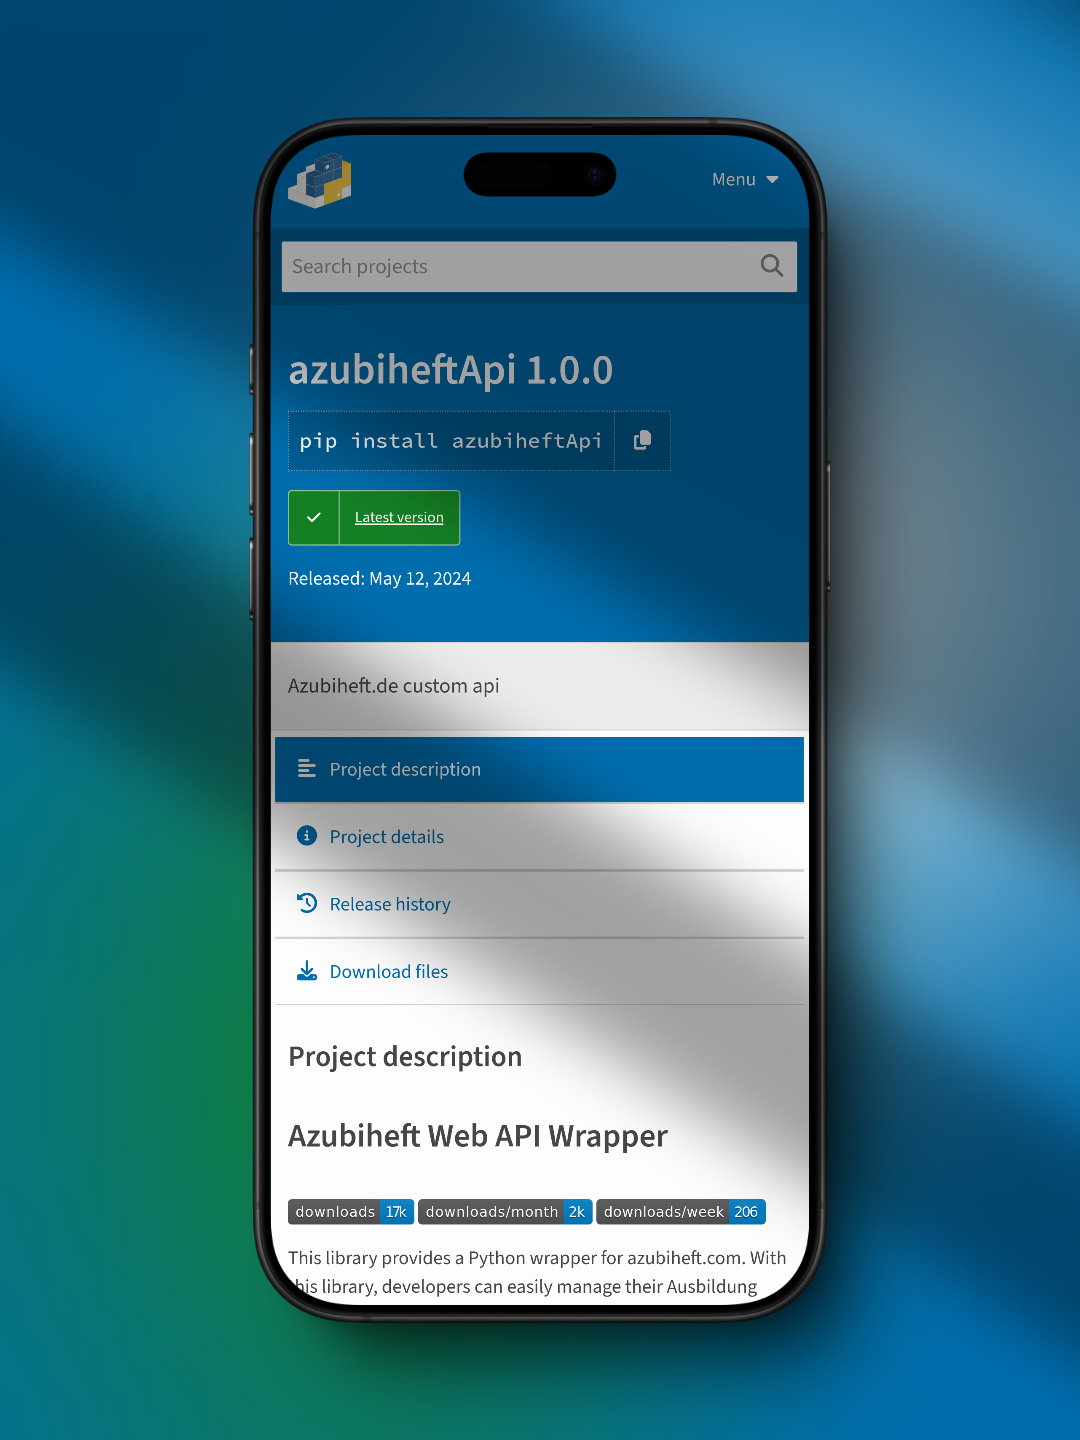 Menu
Search projects
azubiheftApi 1.0.0
pip install azubiheftApi
Latest version
Released: May 12, 2024
Azubiheft.de custom api
Project description
Project details
Release history
Download files
Project description
Azubiheft Web API Wrapper
downloads 17k downloads/month 2k downloads/week 206
This library provides a Python wrapper for azubiheft.com. With
this library, developers can easily manage their Ausbildung